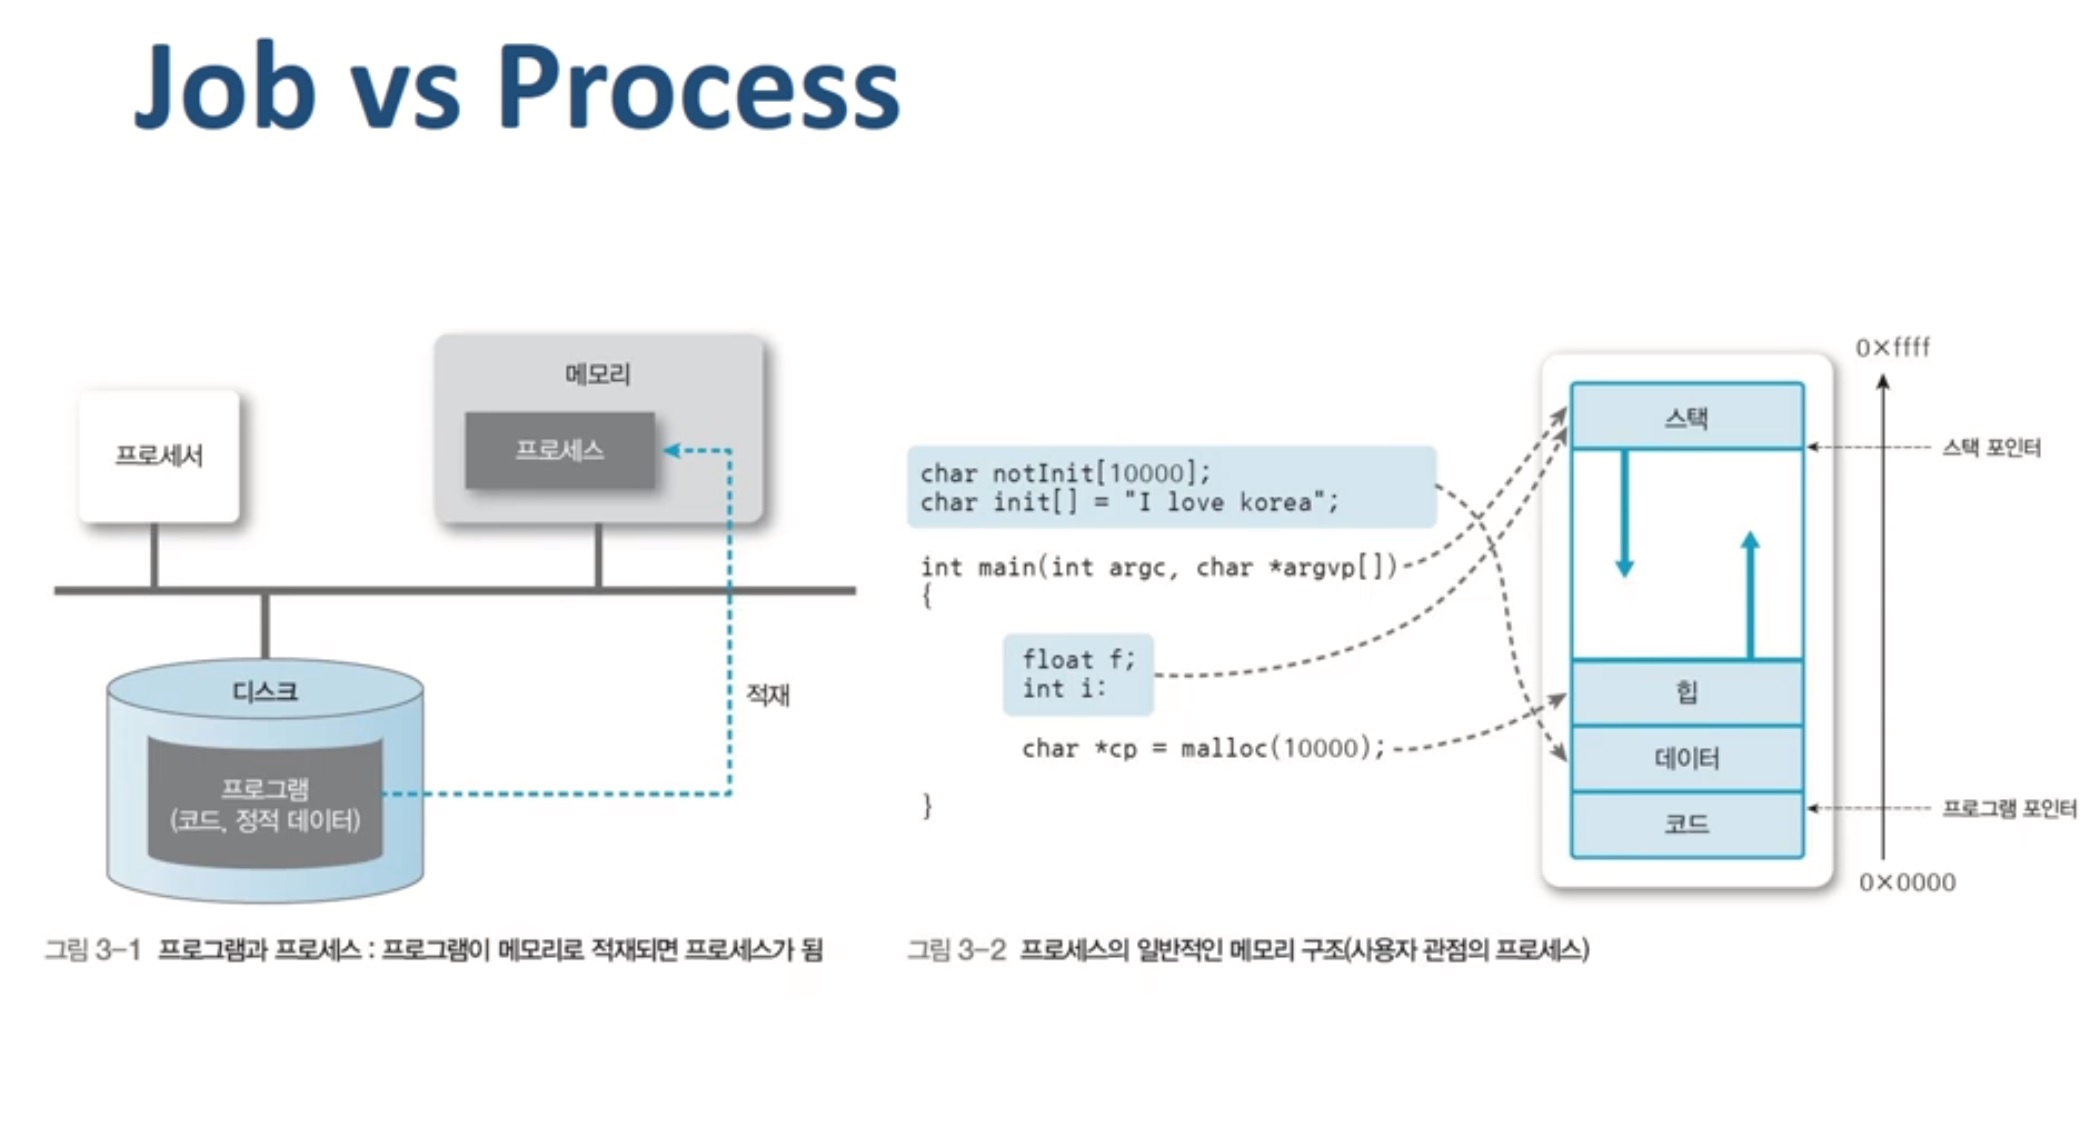 Job vs Process
프로세서
메모리
프로세스
디스크
프로그램
(코드, 정적 데이터)
적재
그림 3-1 프로그램과 프로세스 : 프로그램이 메모리로 적재되면 프로세스가 됨
char notInit[10000];
char init[] = "I love korea";
int main(int argc, char *argvp[])
{
float f;
int i:
char *cp = malloc(10000);
}
스택
힙
데이터
코드
0×ffff
스택 포인터
프로그램 포인터
0×0000
그림 3-2 프로세스의 일반적인 메모리 구조(사용자 관점의 프로세스)